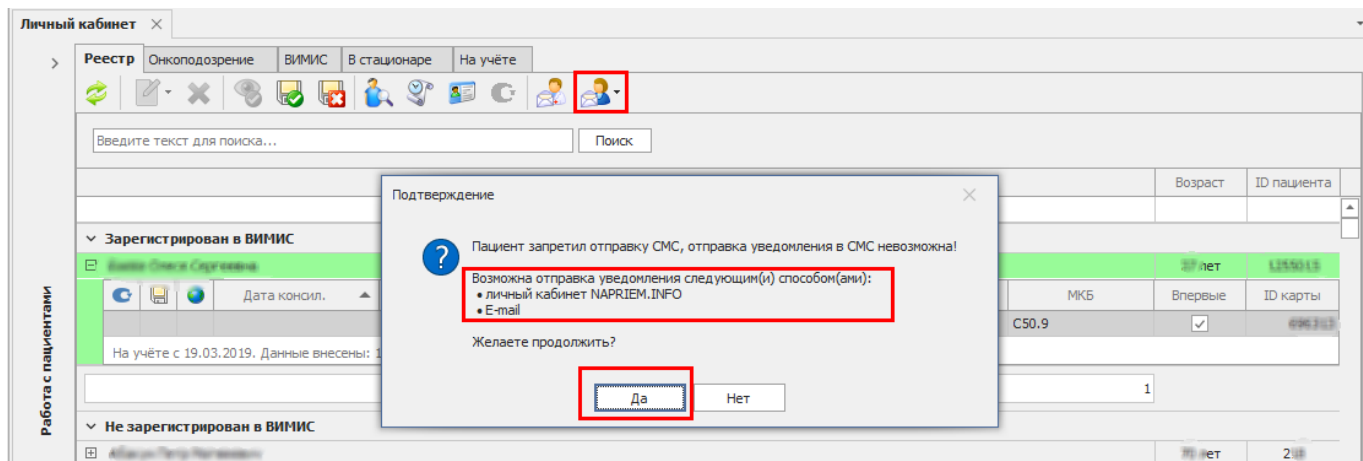 Личный кабинет
Реестр Онкоподозрение ВИМИС В стационаре На учёте
Введите текст для поиска... Поиск
Возраст ID пациента
Подтверждение
Пациент запретил отправку СМС, отправка уведомления в СМС невозможна!
Возможна отправка уведомления следующим(и) способом(ами):
• личный кабинет NAPRIEM.INFO
• E-mail
Желаете продолжить?
Да Нет
Зарегистрирован в ВИМИС
лет
Дата консил. МКБ Впервые ID карты
C50.9
На учёте с 19.03.2019. Данные внесены: 1
1
Не зарегистрирован в ВИМИС
лет
Работа с пациентами